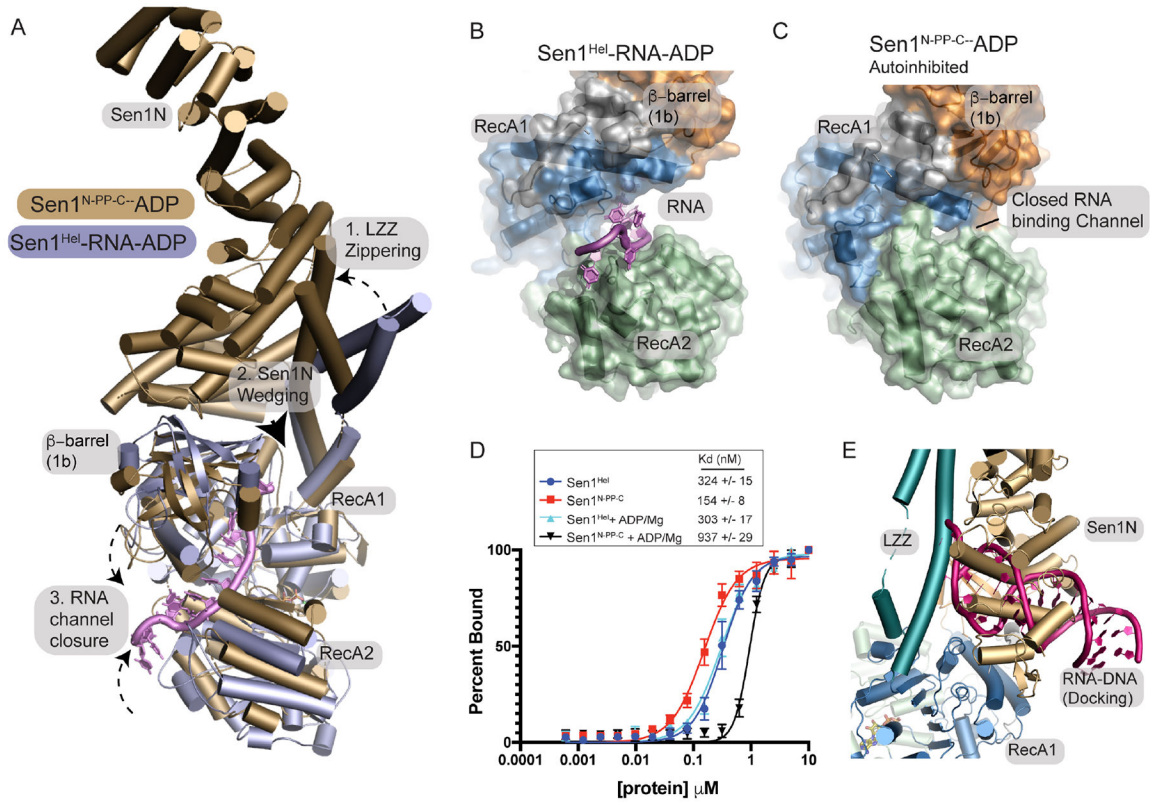 A
Sen1N
Sen1N-PP-C--ADP
Sen1Hel-RNA-ADP
1. LZZ
Zippering
2. Sen1N
Wedging
β-barrel
(1b)
RecA1
3. RNA
channel
closure
RecA2
B
Sen1Hel-RNA-ADP
β-barrel
(1b)
RecA1
RNA
RecA2
C
Sen1N-PP-C--ADP
Autoinhibited
β-barrel
(1b)
RecA1
Closed RNA
binding Channel
RecA2
D
Kd (nM)
Sen1Hel 324 +/- 15
Sen1N-PP-C 154 +/- 8
Sen1Hel+ ADP/Mg 303 +/- 17
Sen1N-PP-C + ADP/Mg 937 +/- 29
Percent Bound
100
50
0
0.0001 0.001 0.01 0.1 1 10
[protein] μM
E
Sen1N
LZZ
RNA-DNA
(Docking)
RecA1